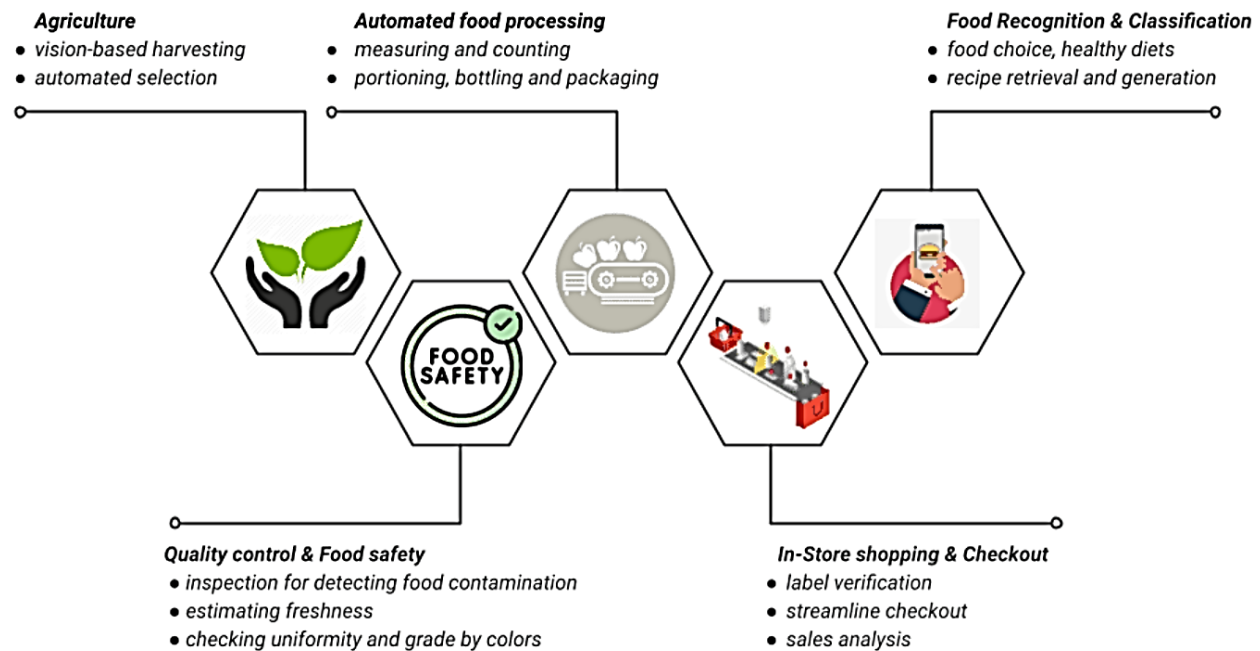 Agriculture
● vision-based harvesting
● automated selection
Automated food processing
● measuring and counting
● portioning, bottling and packaging
Food Recognition & Classification
● food choice, healthy diets
● recipe retrieval and generation
FOOD
SAFETY
Quality control & Food safety
● inspection for detecting food contamination
● estimating freshness
● checking uniformity and grade by colors
In-Store shopping & Checkout
● label verification
● streamline checkout
● sales analysis